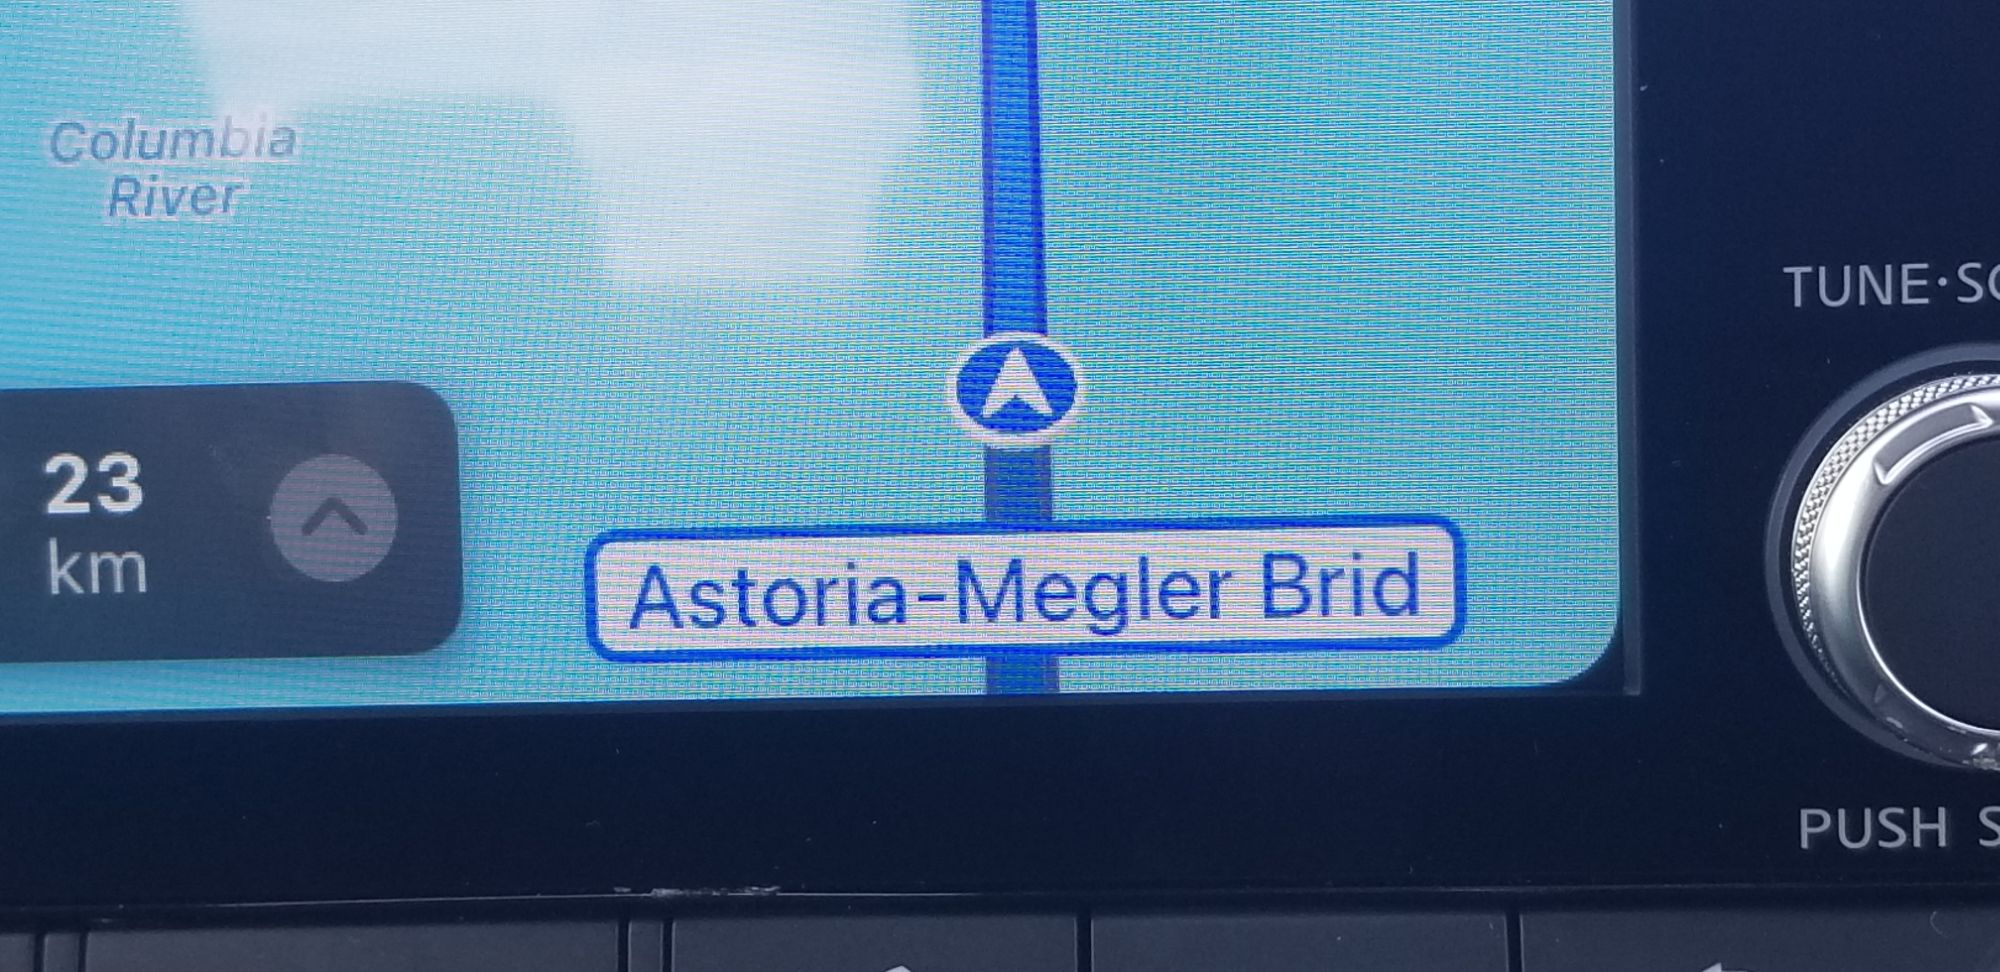 Columbia
River
TUNE·SC
23
km
Astoria-Megler Brid
PUSH S